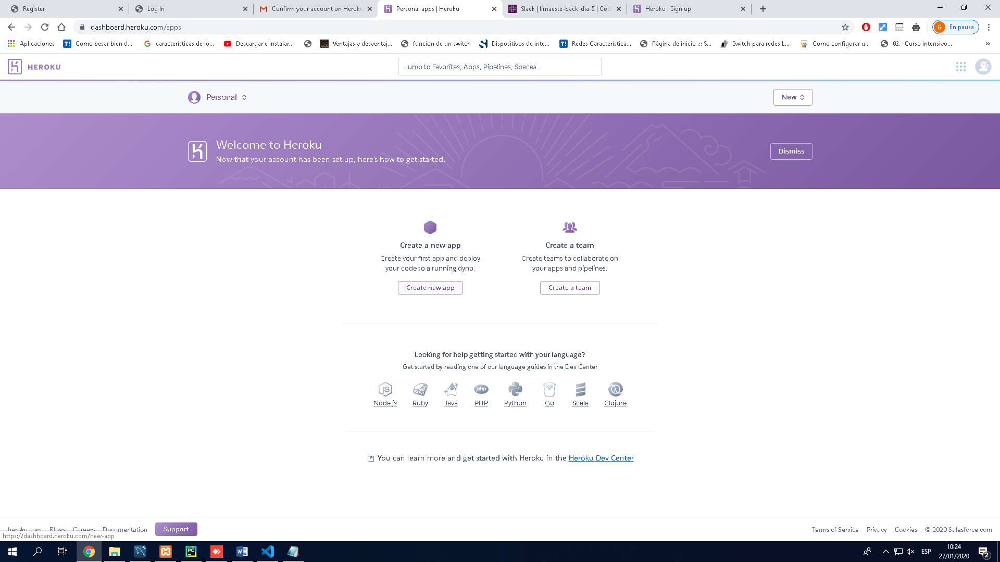 Register
Log In
Confirm your account on Heroku
Personal apps | Heroku
Slack | limaeste-back-dia-5 | Codi
Heroku | Sign up
dashboard.heroku.com/apps
G
En pausa
Aplicaciones
Como besar bien d...
características de lo...
Descargar e instalar...
Ventajas y desventaj...
funcion de un switch
Dispositivos de inte...
Redes Caracteristica...
Página de inicio .:: S...
Switch para redes L...
Como configurar u...
02.- Curso intensivo...
HEROKU
Jump to Favorites, Apps, Pipelines, Spaces...
Personal
New
Welcome to Heroku
Now that your account has been set up, here's how to get started.
Dismiss
Create a new app
Create your first app and deploy
your code to a running dyno.
Create new app
Create a team
Create teams to collaborate on
your apps and pipelines.
Create a team
Looking for help getting started with your language?
Get started by reading one of our language guides in the Dev Center
Node.js
Ruby
Java
PHP
Python
Go
Scala
Clojure
You can learn more and get started with Heroku in the Heroku Dev Center
heroku.com
Blogs
Careers
Documentation
Support
Terms of Service
Privacy
Cookies
© 2020 Salesforce.com
https://dashboard.heroku.com/new-app
ESP
10:24
27/01/2020
2